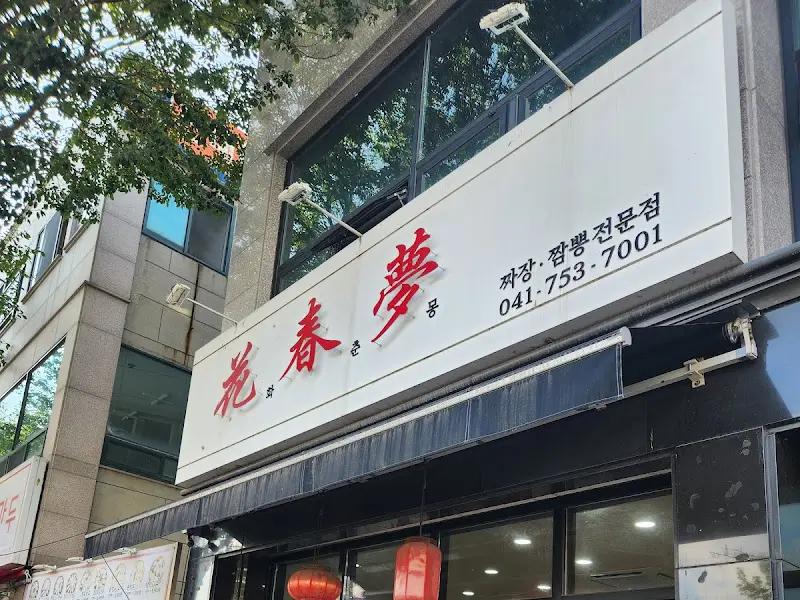 花春夢
화 춘 몽
짜장·짬뽕전문점
041-753-7001